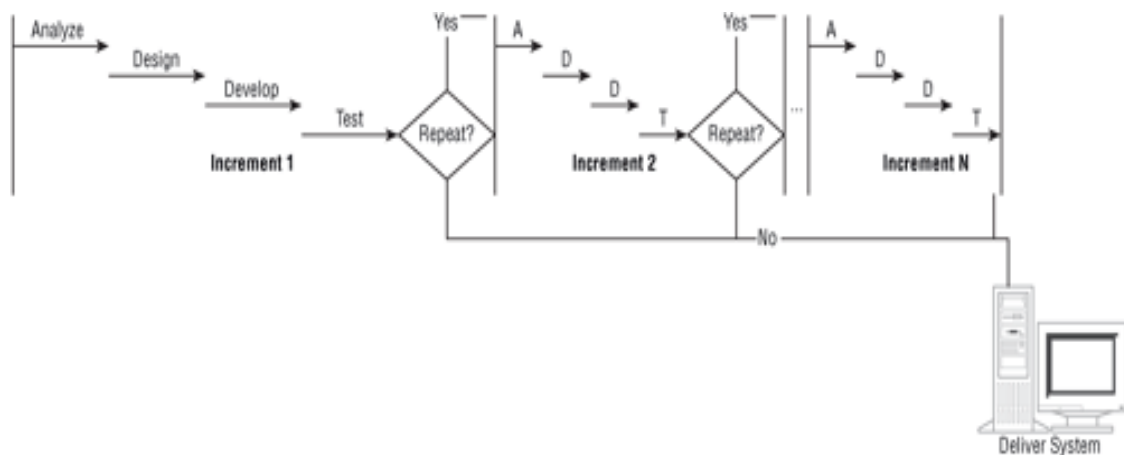 Analyze
Design
Develop
Test
Repeat?
Yes
Increment 1
A
D
D
T
Repeat?
Yes
Increment 2
...
A
D
D
T
Increment N
No
Deliver System